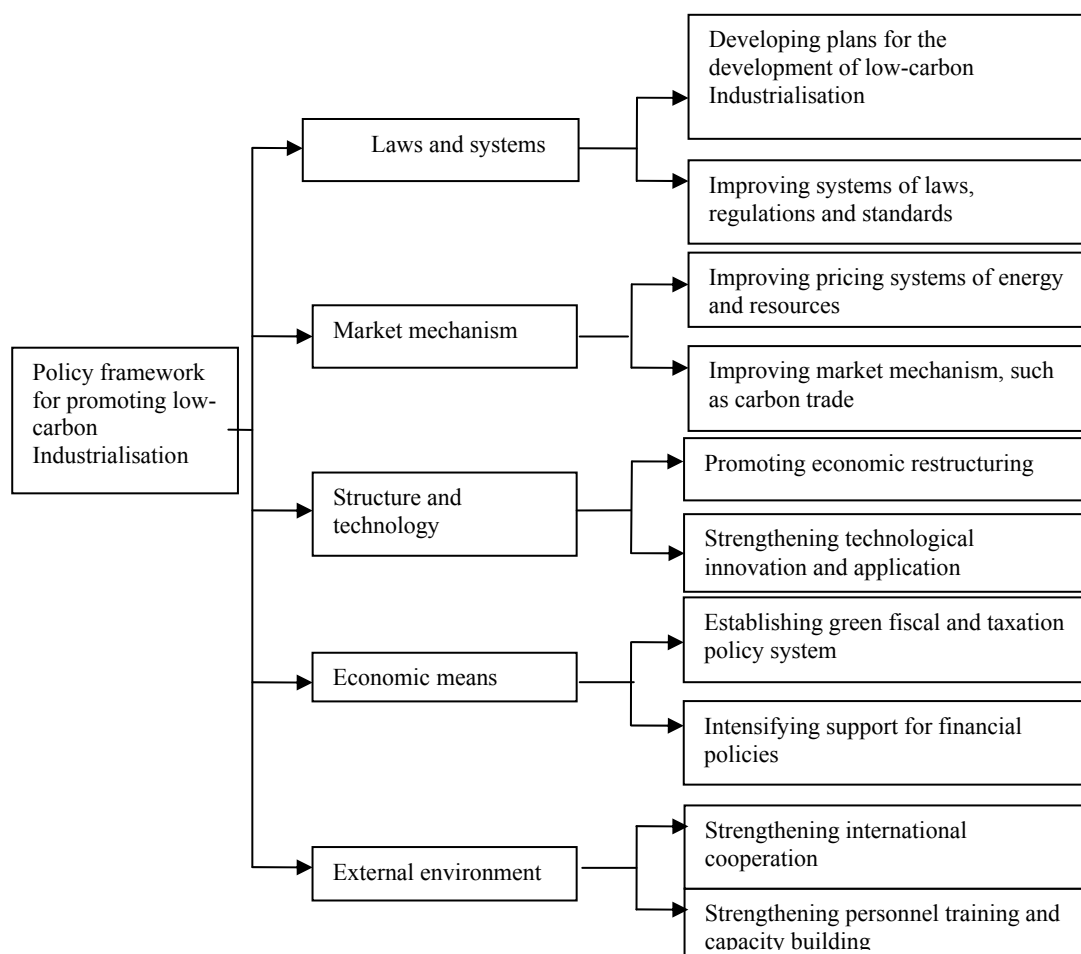 Policy framework
for promoting low-
carbon
Industrialisation
Laws and systems
Developing plans for the
development of low-carbon
Industrialisation
Improving systems of laws,
regulations and standards
Market mechanism
Improving pricing systems of energy
and resources
Improving market mechanism, such
as carbon trade
Structure and
technology
Promoting economic restructuring
Strengthening technological
innovation and application
Economic means
Establishing green fiscal and taxation
policy system
Intensifying support for financial
policies
External environment
Strengthening international
cooperation
Strengthening personnel training and
capacity building